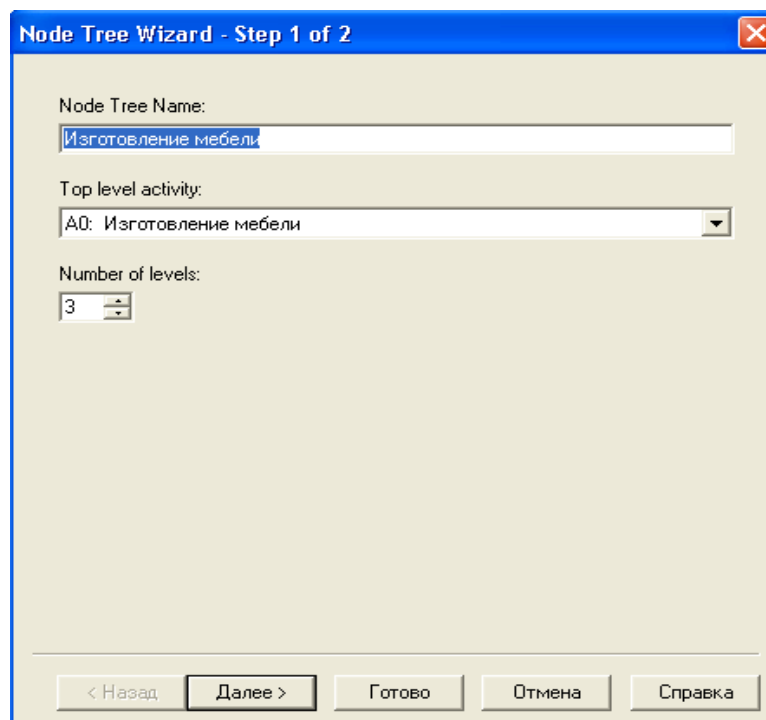 Node Tree Wizard - Step 1 of 2
Node Tree Name:
Изготовление мебели
Top level activity:
A0: Изготовление мебели
Number of levels:
3
< Назад Далее > Готово Отмена Справка